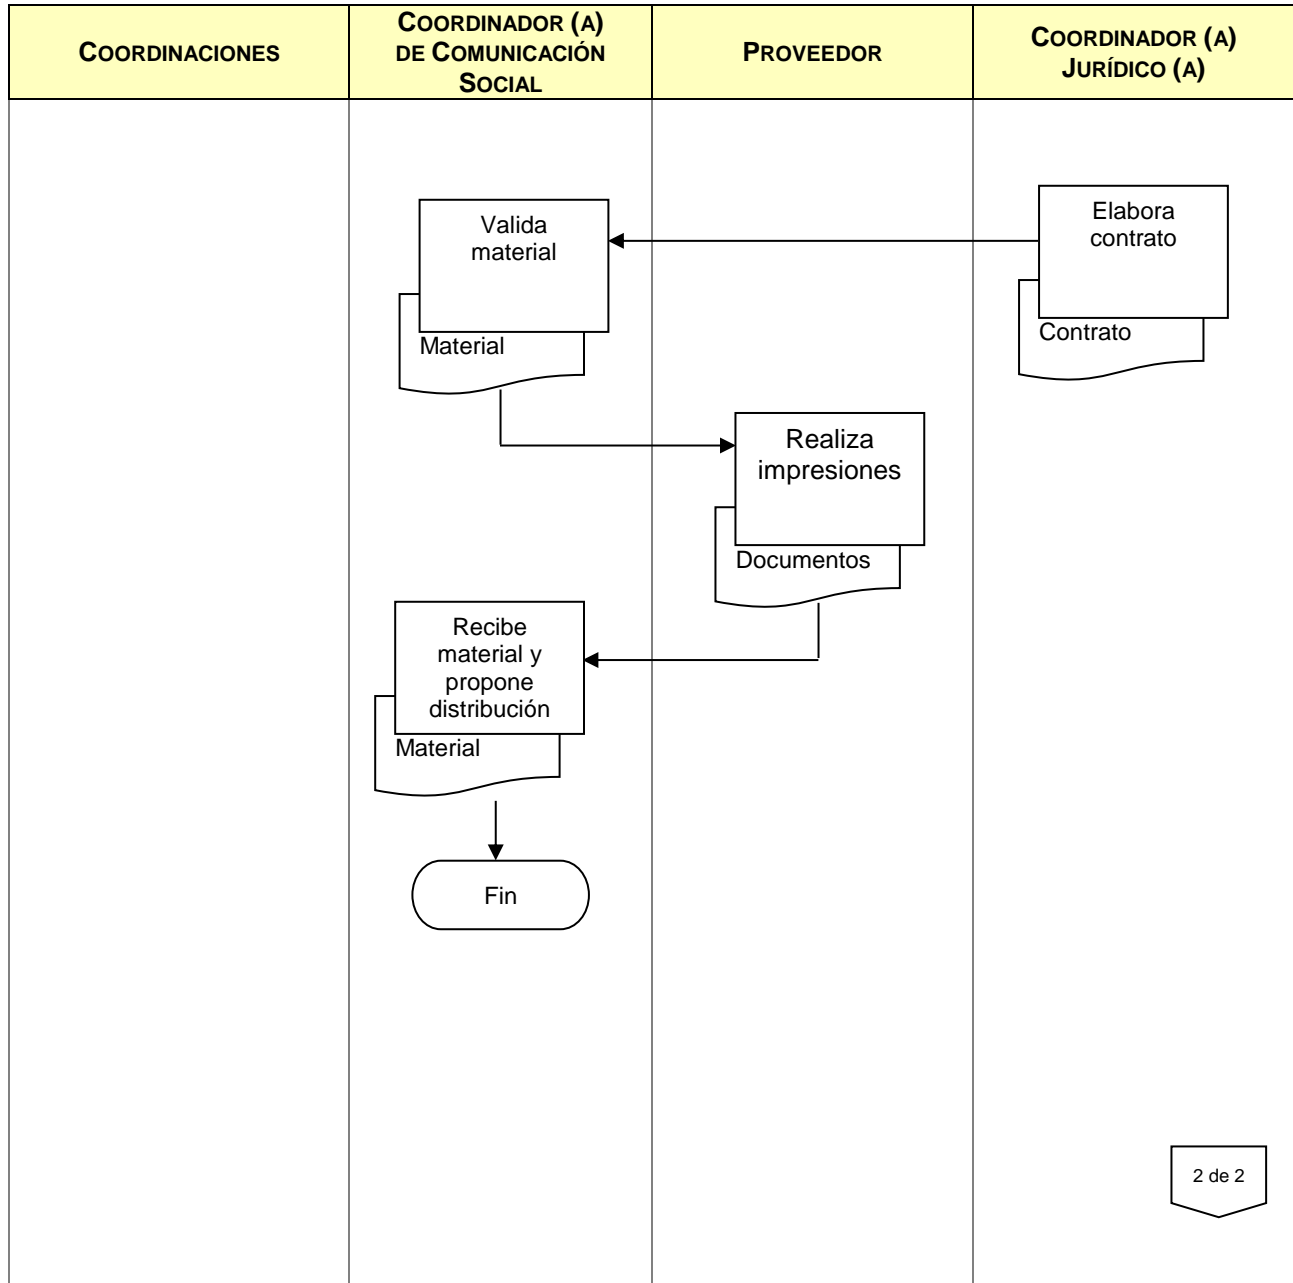 COORDINACIONES
COORDINADOR (A)
DE COMUNICACIÓN
SOCIAL
PROVEEDOR
COORDINADOR (A)
JURÍDICO (A)
Valida
material
Material
Elabora
contrato
Contrato
Realiza
impresiones
Documentos
Recibe
material y
propone
distribución
Material
Fin
2 de 2